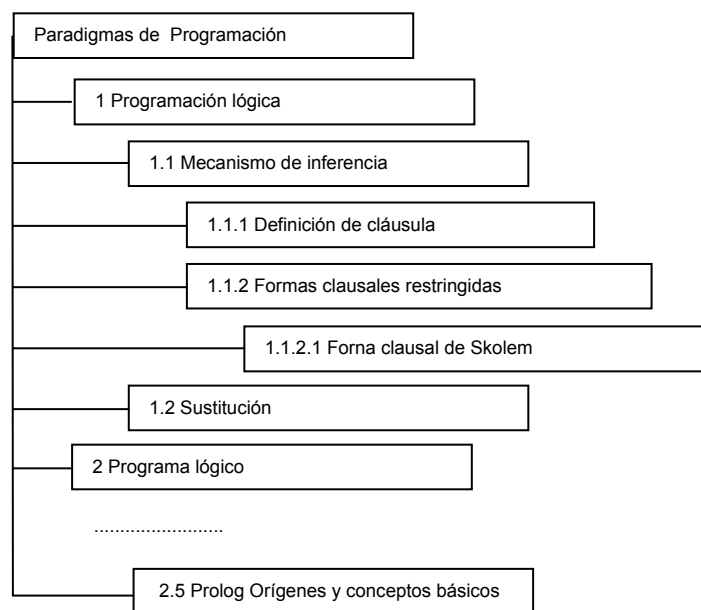 Paradigmas de Programación
1 Programación lógica
1.1 Mecanismo de inferencia
1.1.1 Definición de cláusula
1.1.2 Formas clausales restringidas
1.1.2.1 Forna clausal de Skolem
1.2 Sustitución
2 Programa lógico
.........................
2.5 Prolog Orígenes y conceptos básicos